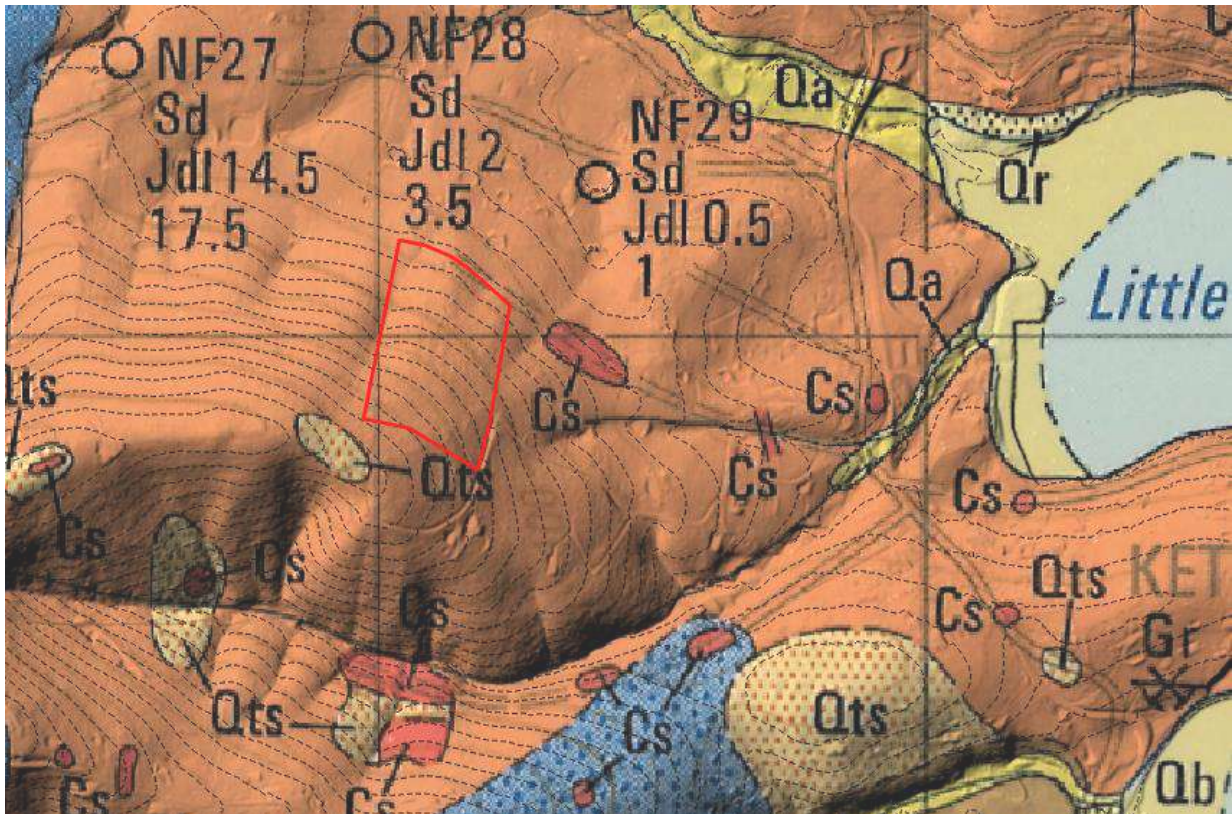 NF27
Sd
Jdl 14.5
17.5
NF28
Sd
Jdl 2
3.5
NF29
Sd
Jdl 0.5
1
Qa
Qr
Qa
Little
Qts
Cs
Cs
Cs
Cs
Qts
Cs
Cs
Cs
Cs
Qts
KET
Gr
Qts
Cs
Qts
Cs
Cs
Cs
Qb